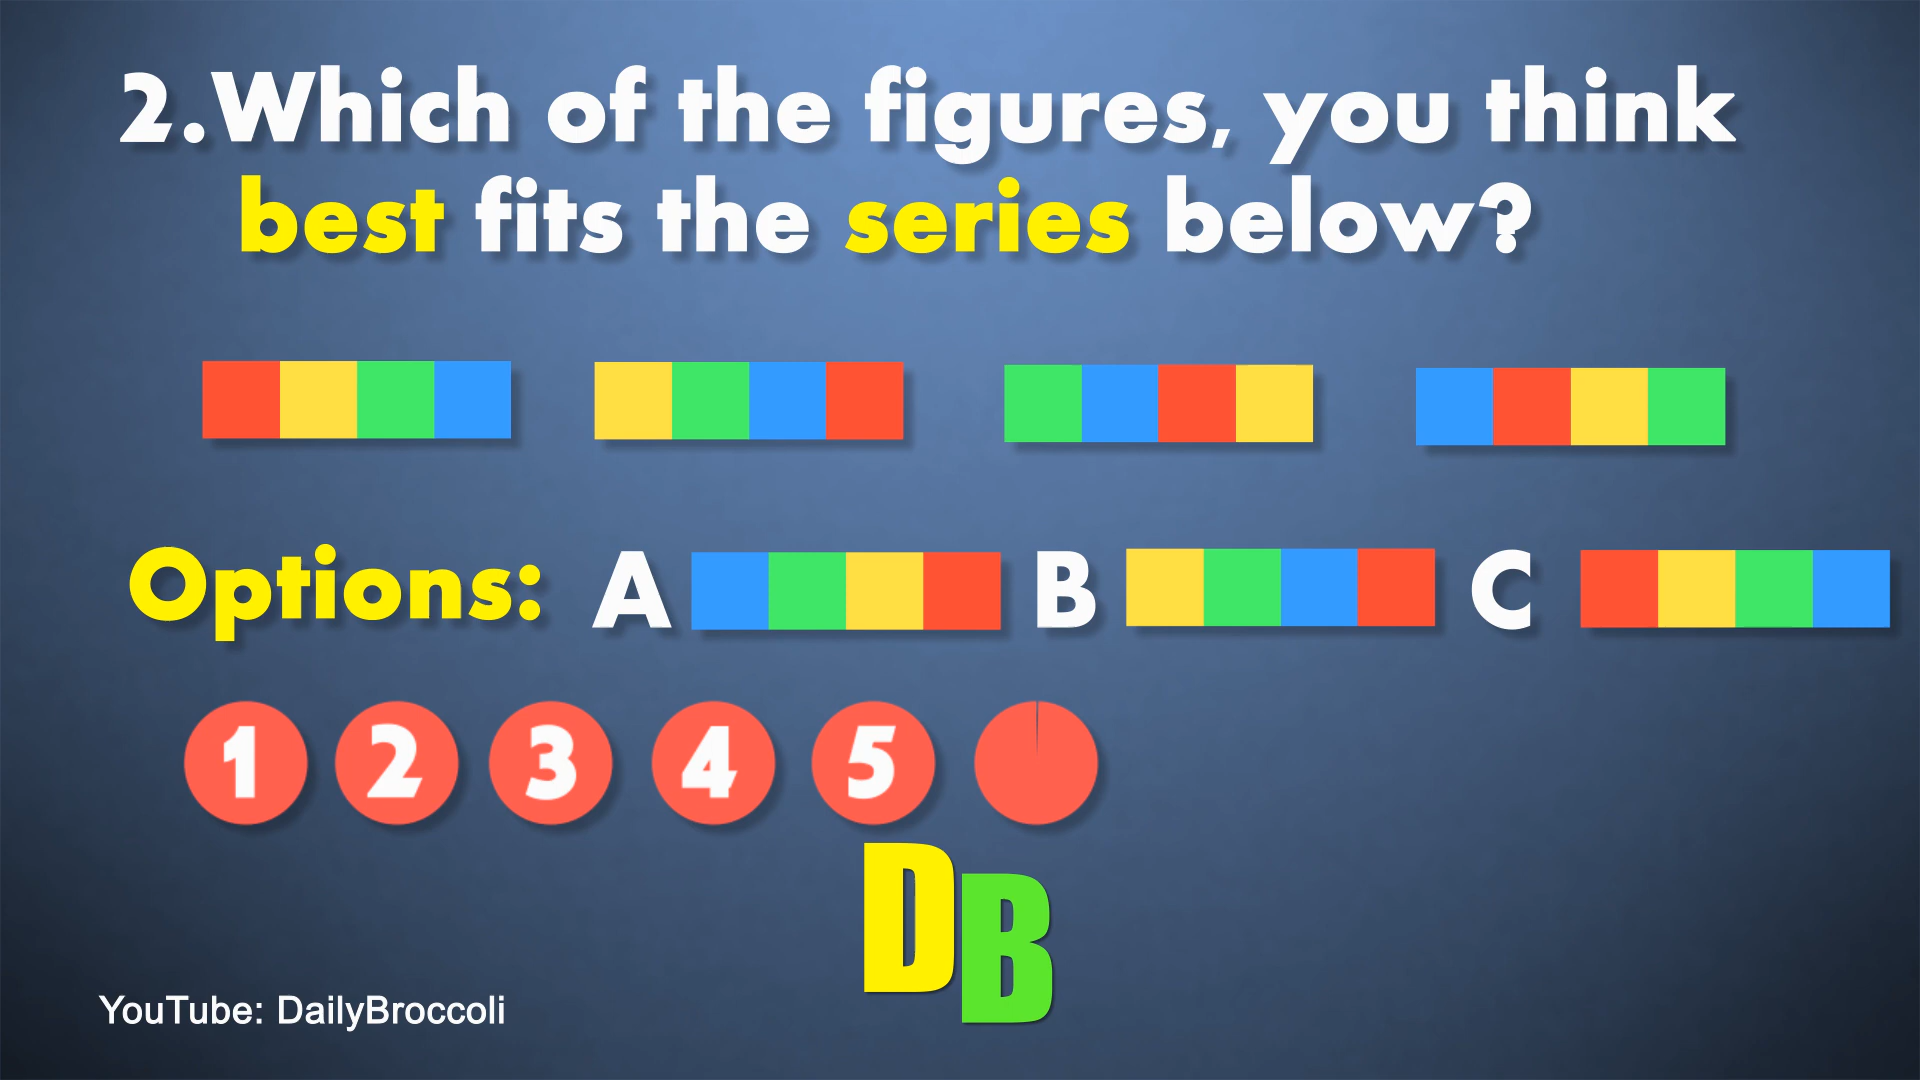 2.Which of the figures, you think
best fits the series below?
Options: A B C
1 2 3 4 5
DB
YouTube: DailyBroccoli